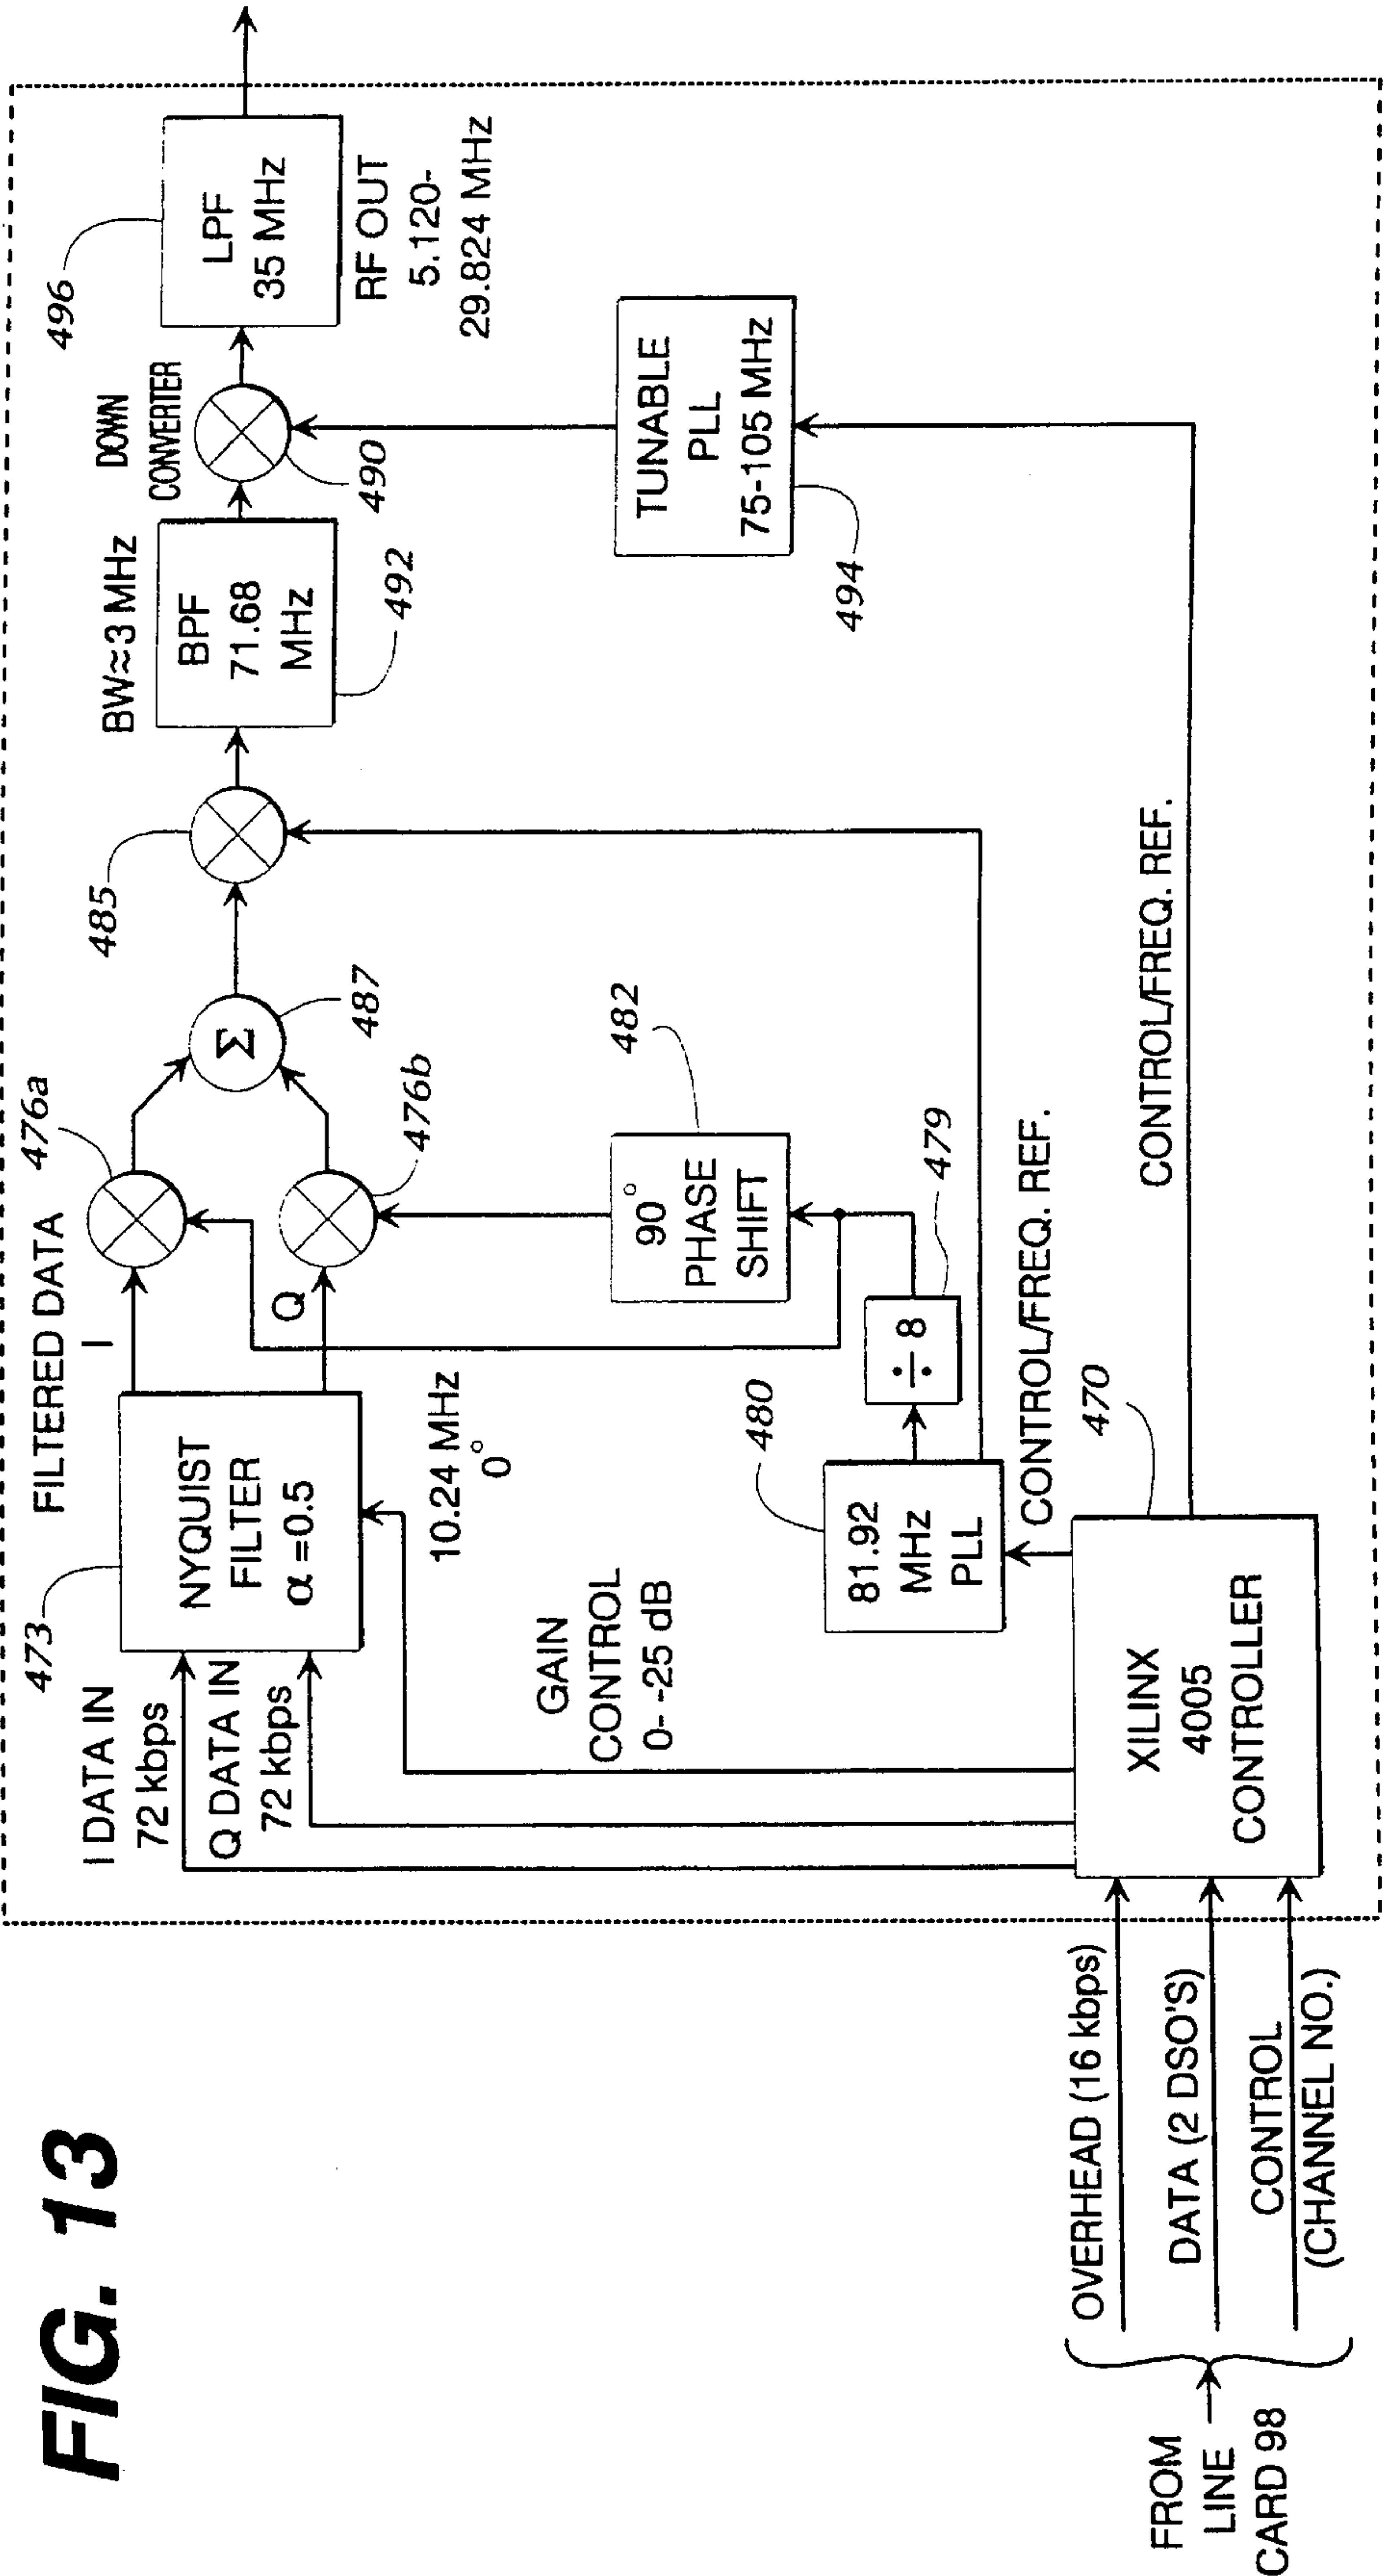 FIG. 13
FROM
LINE
CARD 98
OVERHEAD (16 kbps)
DATA (2 DSO'S)
CONTROL
(CHANNEL NO.)
XILINX
4005
CONTROLLER
470
I DATA IN
72 kbps
Q DATA IN
72 kbps
473
NYQUIST
FILTER
α =0.5
GAIN
CONTROL
0- -25 dB
FILTERED DATA
I
Q
10.24 MHz
0°
476a
476b
480
81.92
MHz
PLL
CONTROL/FREQ. REF.
÷ 8
479
90°
PHASE
SHIFT
482
Σ
487
485
BW≈3 MHz
BPF
71.68
MHz
492
DOWN
CONVERTER
490
TUNABLE
PLL
75-105 MHz
494
CONTROL/FREQ. REF.
496
LPF
35 MHz
RF OUT
5.120-
29.824 MHz